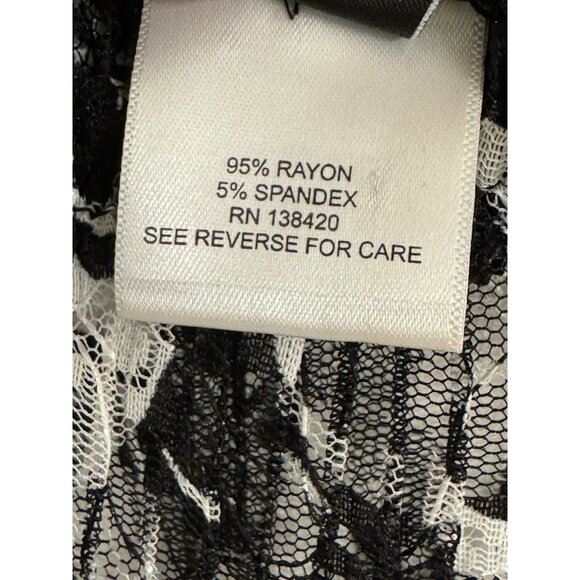 95% RAYON
5% SPANDEX
RN 138420
SEE REVERSE FOR CARE